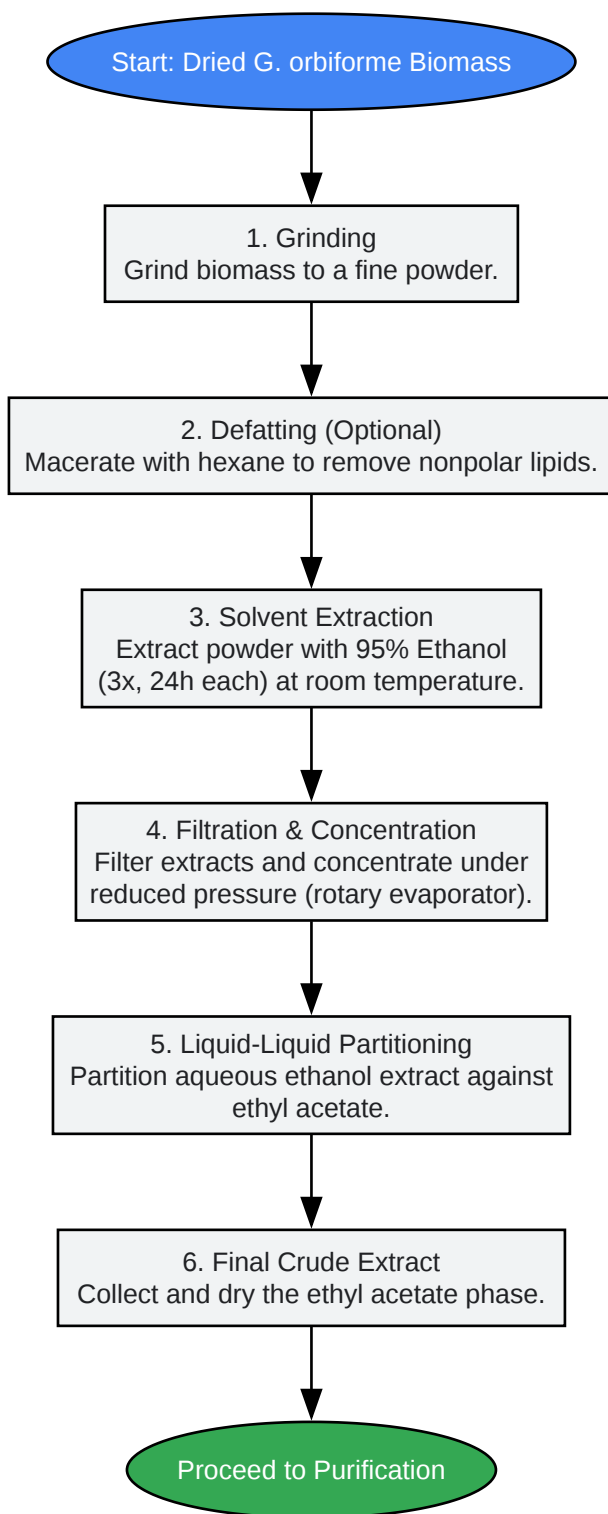 Start: Dried G. orbiforme Biomass
1. Grinding
Grind biomass to a fine powder.
2. Defatting (Optional)
Macerate with hexane to remove nonpolar lipids.
3. Solvent Extraction
Extract powder with 95% Ethanol
(3x, 24h each) at room temperature.
4. Filtration & Concentration
Filter extracts and concentrate under
reduced pressure (rotary evaporator).
5. Liquid-Liquid Partitioning
Partition aqueous ethanol extract against
ethyl acetate.
6. Final Crude Extract
Collect and dry the ethyl acetate phase.
Proceed to Purification